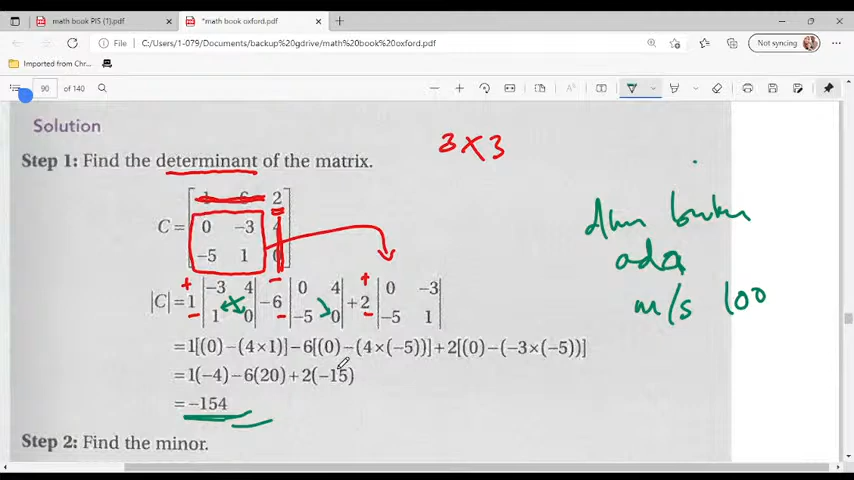 math book PIS (1).pdf
*math book oxford.pdf
File | C:/Users/1-079/Documents/backup%20gdrive/math%20book%20oxford.pdf
Not syncing
Imported from Chr...
90 of 140
Solution
3 X 3
Step 1: Find the determinant of the matrix.
C = [1 6 2
0 −3 4
−5 1 0]
ada
m/s 100
+ − +
|C| = 1 |−3 4| − 6 |0 4| + 2 |0 −3|
|1 0| |−5 0| |−5 1|
= 1[(0) − (4 × 1)] − 6[(0) − (4 × (−5))] + 2[(0) − (−3 × (−5))]
= 1(−4) − 6(20) + 2(−15)
= −154
Step 2: Find the minor.